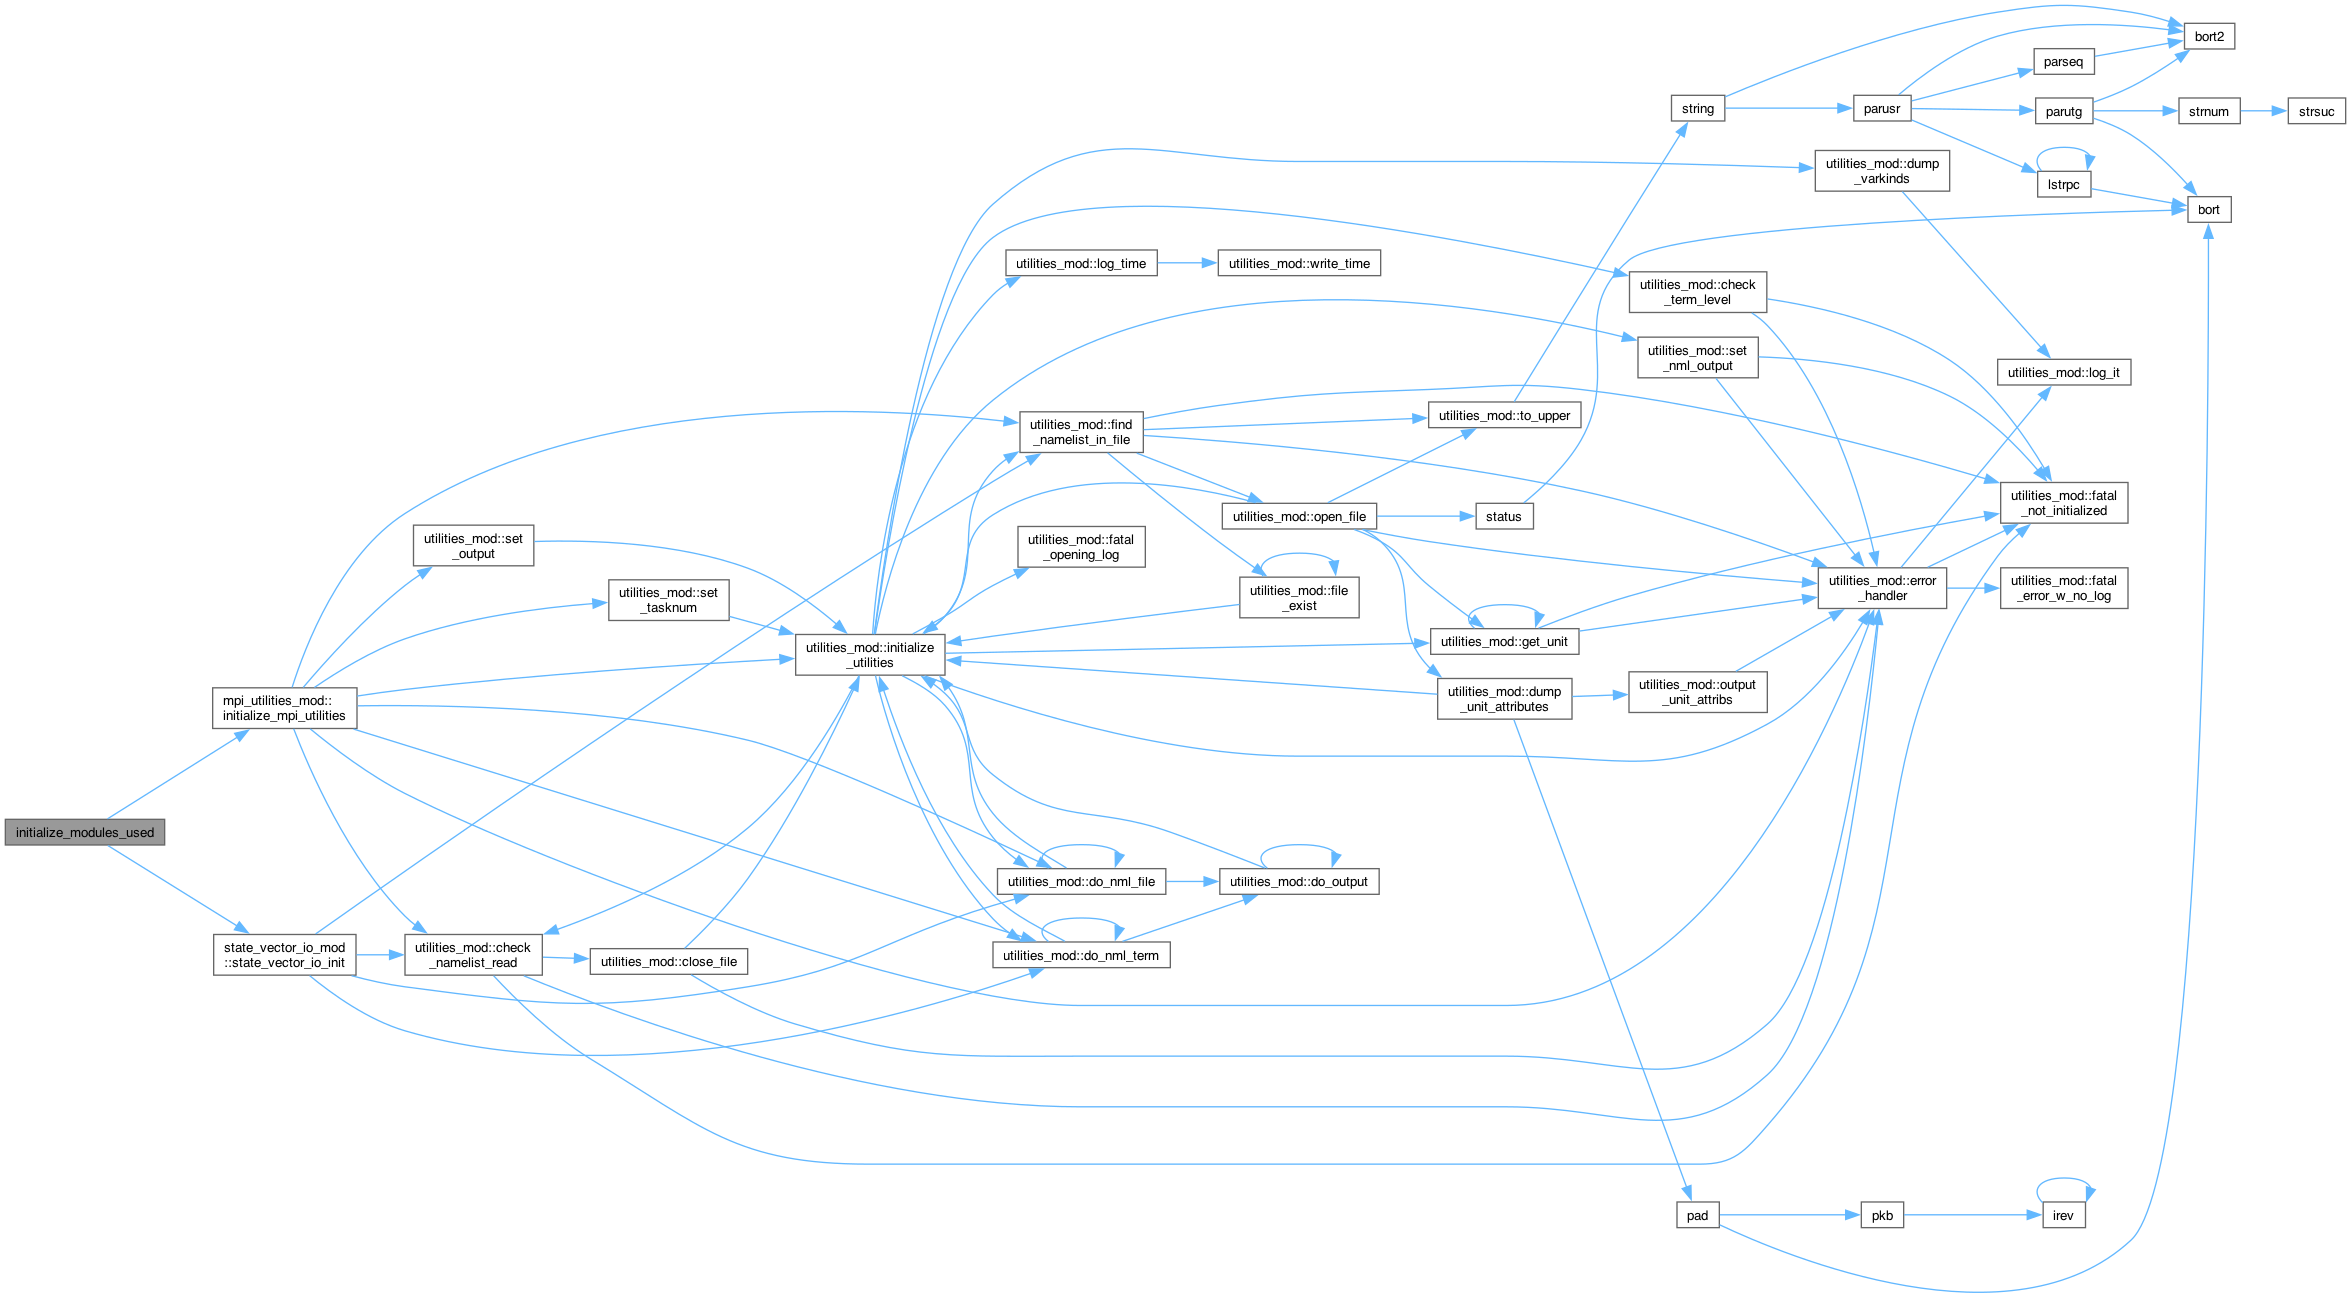 bort2
parseq
string
parusr
parutg
strnum
strsuc
utilities_mod::dump
_varkinds
lstrpc
bort
utilities_mod::log_time
utilities_mod::write_time
utilities_mod::check
_term_level
utilities_mod::set
_nml_output
utilities_mod::log_it
utilities_mod::find
_namelist_in_file
utilities_mod::to_upper
utilities_mod::fatal
_not_initialized
utilities_mod::open_file
status
utilities_mod::set
_output
utilities_mod::fatal
_opening_log
utilities_mod::set
_tasknum
utilities_mod::file
_exist
utilities_mod::error
_handler
utilities_mod::fatal
_error_w_no_log
utilities_mod::initialize
_utilities
utilities_mod::get_unit
mpi_utilities_mod::
initialize_mpi_utilities
utilities_mod::dump
_unit_attributes
utilities_mod::output
_unit_attribs
initialize_modules_used
utilities_mod::do_nml_file
utilities_mod::do_output
state_vector_io_mod
::state_vector_io_init
utilities_mod::check
_namelist_read
utilities_mod::close_file
utilities_mod::do_nml_term
pad
pkb
irev